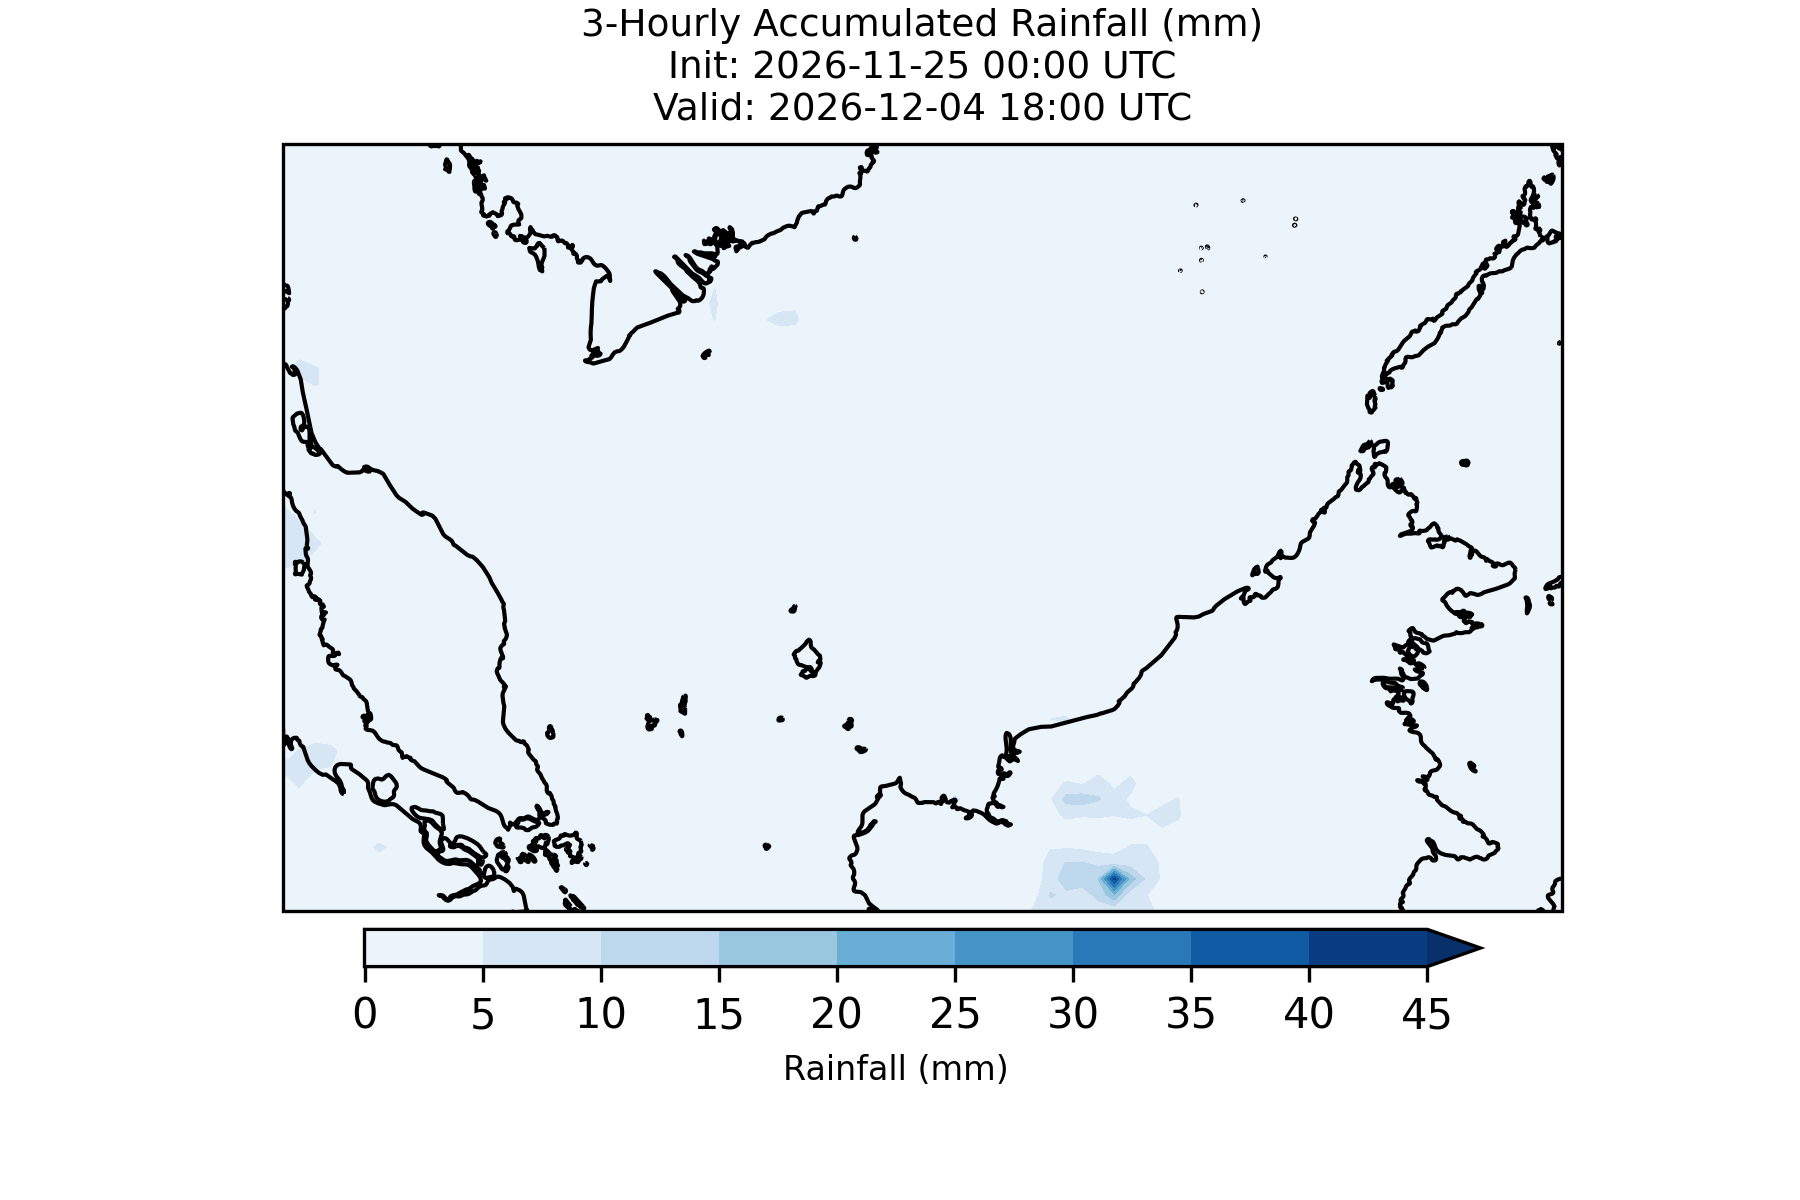 3-Hourly Accumulated Rainfall (mm)
Init: 2026-11-25 00:00 UTC
Valid: 2026-12-04 18:00 UTC
0 5 10 15 20 25 30 35 40 45
Rainfall (mm)